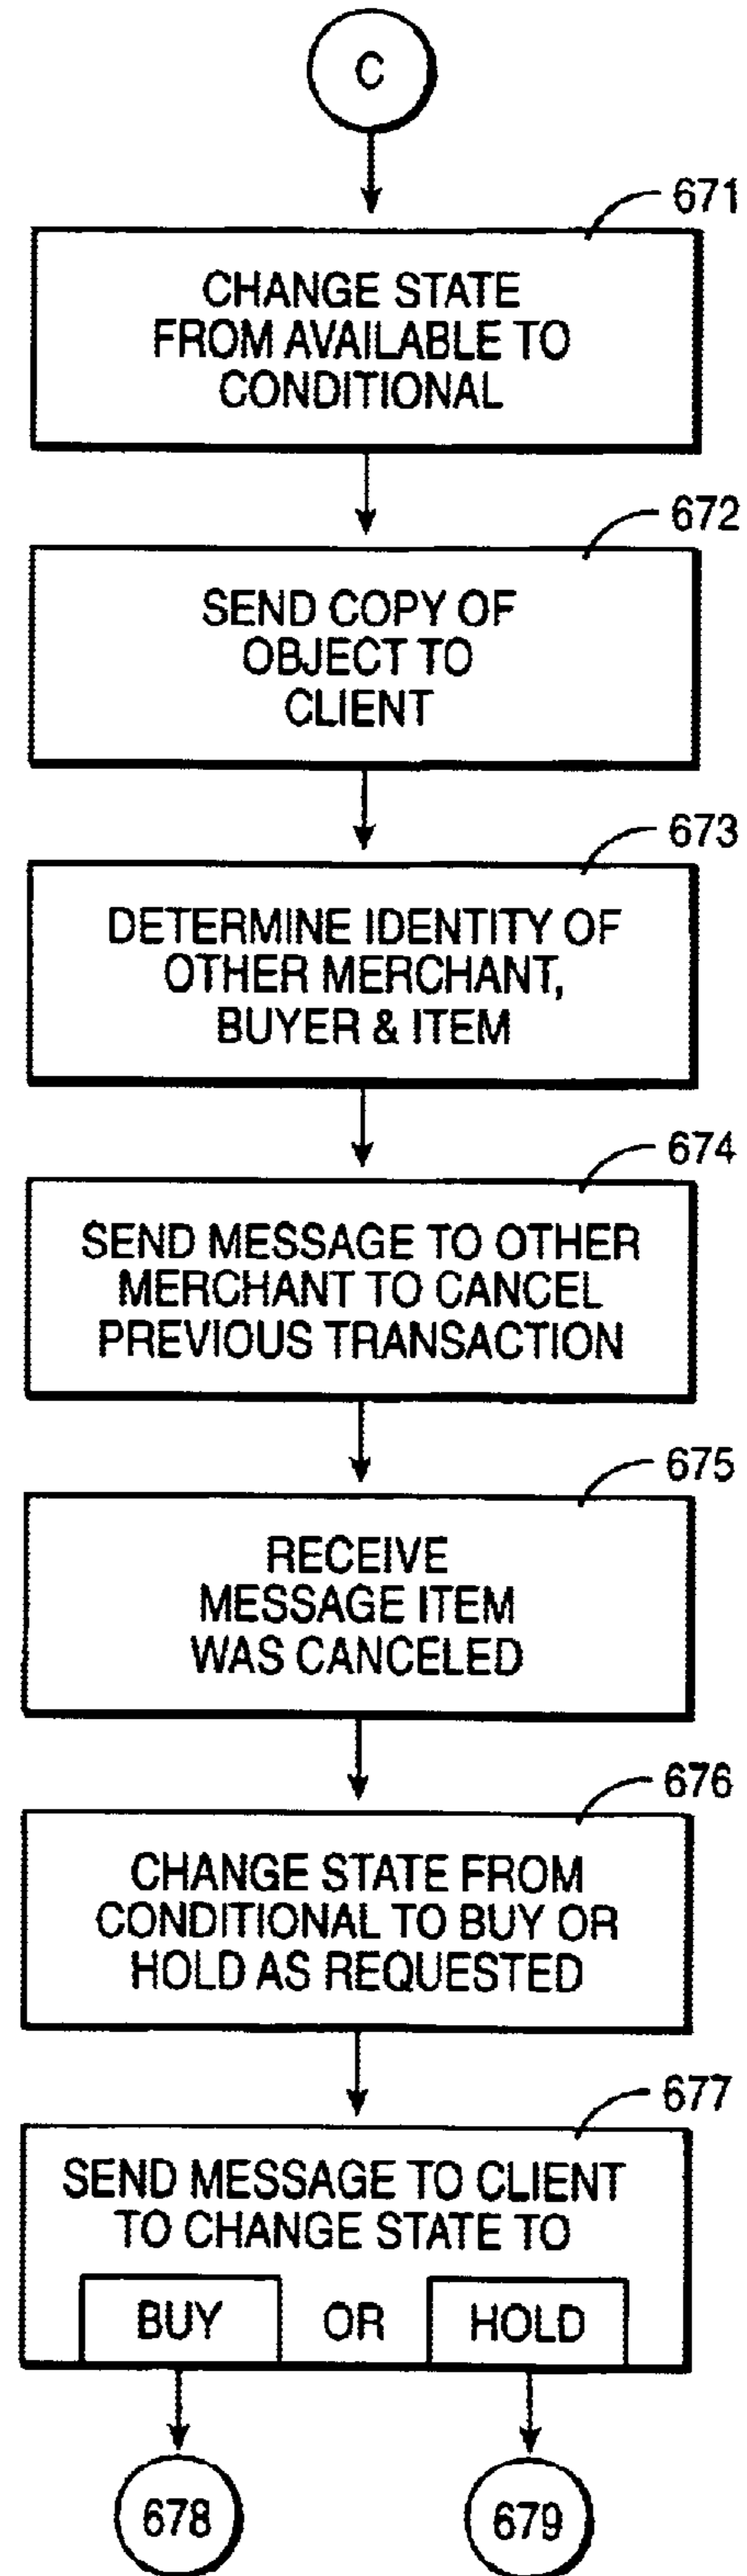 C
671
CHANGE STATE
FROM AVAILABLE TO
CONDITIONAL
672
SEND COPY OF
OBJECT TO
CLIENT
673
DETERMINE IDENTITY OF
OTHER MERCHANT,
BUYER & ITEM
674
SEND MESSAGE TO OTHER
MERCHANT TO CANCEL
PREVIOUS TRANSACTION
675
RECEIVE
MESSAGE ITEM
WAS CANCELED
676
CHANGE STATE FROM
CONDITIONAL TO BUY OR
HOLD AS REQUESTED
677
SEND MESSAGE TO CLIENT
TO CHANGE STATE TO
BUY OR HOLD
678 679